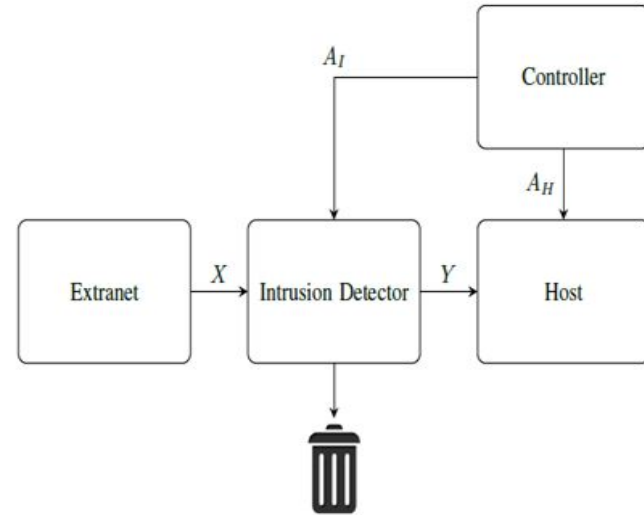 A_I
Controller
A_H
Extranet
X
Intrusion Detector
Y
Host